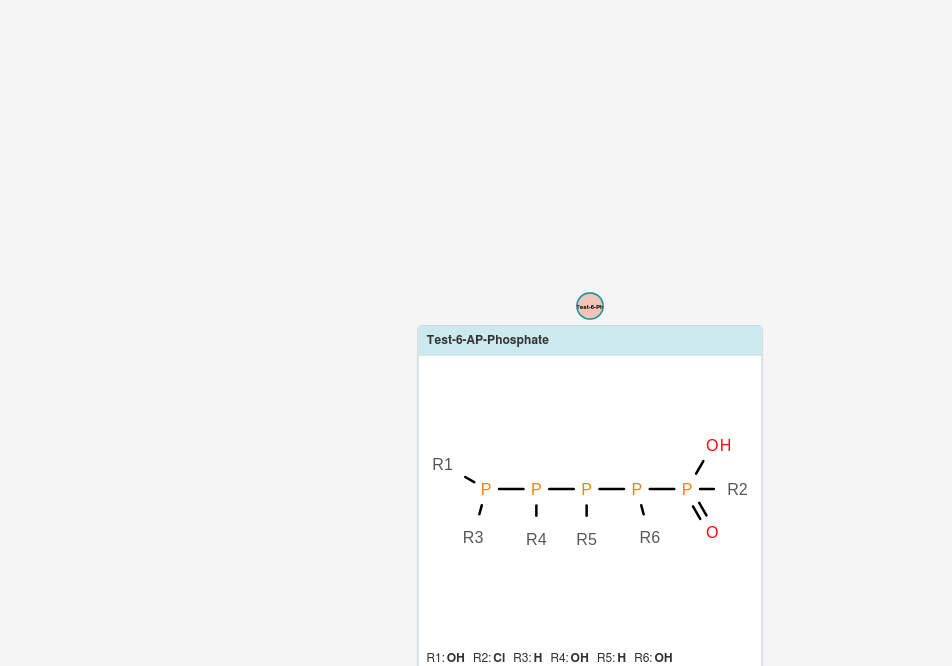 Test-6-Ph
Test-6-AP-Phosphate
OH
R1
P P P P P R2
O
R3 R4 R5 R6
R1: OH R2: Cl R3: H R4: OH R5: H R6: OH